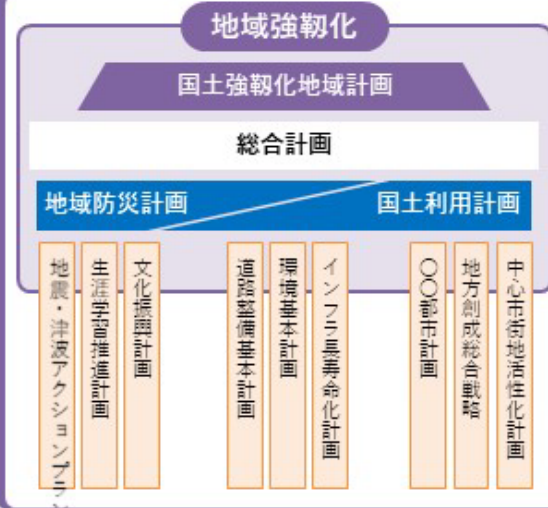 地域強靱化
国土強靱化地域計画
総合計画
地域防災計画
国土利用計画
地震・津波アクションプラン
生涯学習推進計画
文化振興計画
道路整備基本計画
環境基本計画
インフラ長寿命化計画
〇〇都市計画
地方創成総合戦略
中心市街地活性化計画